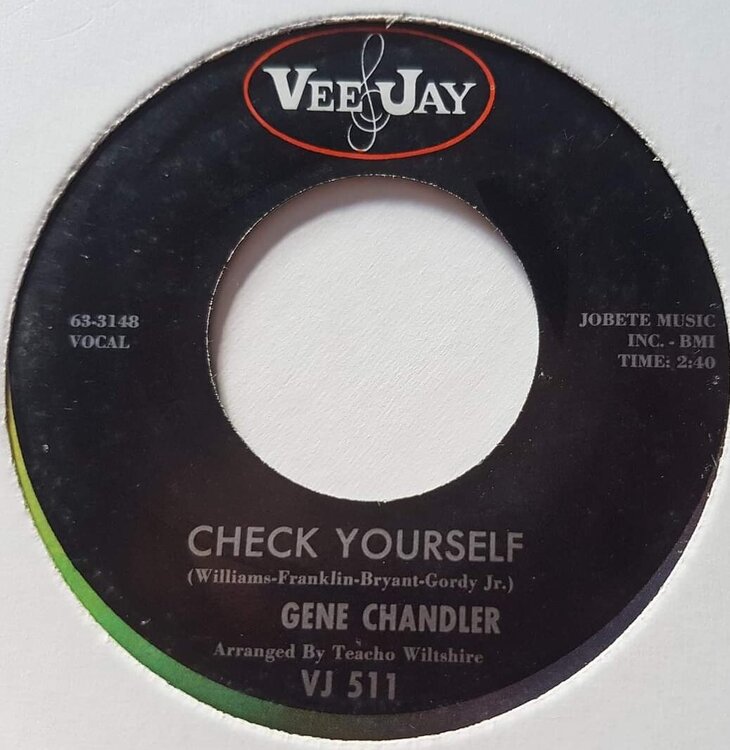 VEE JAY
63-3148
VOCAL
JOBETE MUSIC
INC. - BMI
TIME: 2:40
CHECK YOURSELF
(Williams-Franklin-Bryant-Gordy Jr.)
GENE CHANDLER
Arranged By Teacho Wiltshire
VJ 511